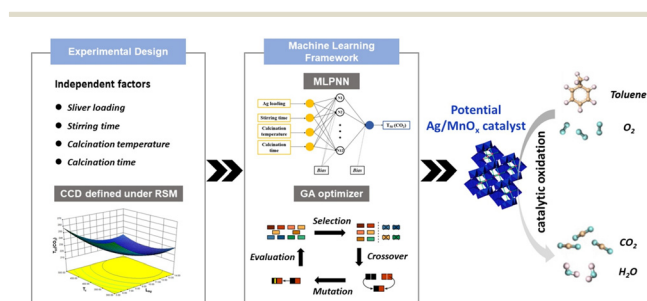 Experimental Design
Independent factors
● Sliver loading
● Stirring time
● Calcination temperature
● Calcination time
CCD defined under RSM
Machine Learning
Framework
MLPNN
Ag loading
Stirring time
Calcination
temperature
Calcination
time
Bias
Bias
GA optimizer
Selection
Evaluation
Crossover
Mutation
Potential
Ag/MnOₓ catalyst
catalytic oxidation
Toluene
O₂
CO₂
H₂O